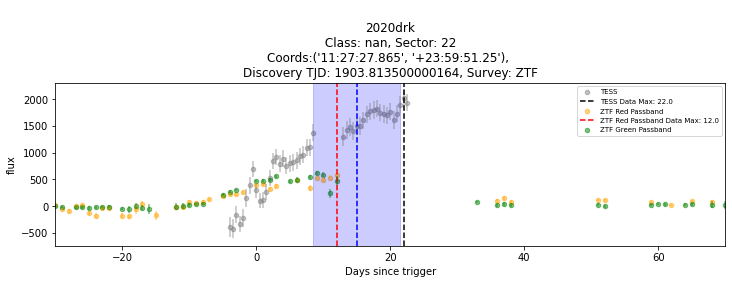 2020drk
Class: nan, Sector: 22
Coords:('11:27:27.865', '+23:59:51.25'),
Discovery TJD: 1903.813500000164, Survey: ZTF
2000
1500
1000
500
0
−500
flux
TESS
TESS Data Max: 22.0
ZTF Red Passband
ZTF Red Passband Data Max: 12.0
ZTF Green Passband
−20
0
20
40
60
Days since trigger